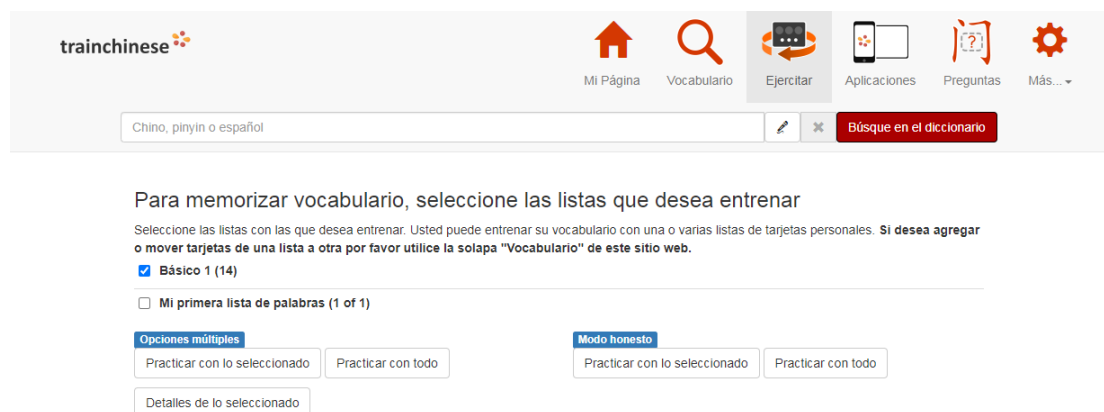 trainchinese
Mi Página
Vocabulario
Ejercitar
Aplicaciones
Preguntas
Más...
门
?
Chino, pinyin o español
Búsque en el diccionario
Para memorizar vocabulario, seleccione las listas que desea entrenar
Seleccione las listas con las que desea entrenar. Usted puede entrenar su vocabulario con una o varias listas de tarjetas personales. Si desea agregar
o mover tarjetas de una lista a otra por favor utilice la solapa "Vocabulario" de este sitio web.
Básico 1 (14)
Mi primera lista de palabras (1 of 1)
Opciones múltiples
Practicar con lo seleccionado
Practicar con todo
Detalles de lo seleccionado
Modo honesto
Practicar con lo seleccionado
Practicar con todo